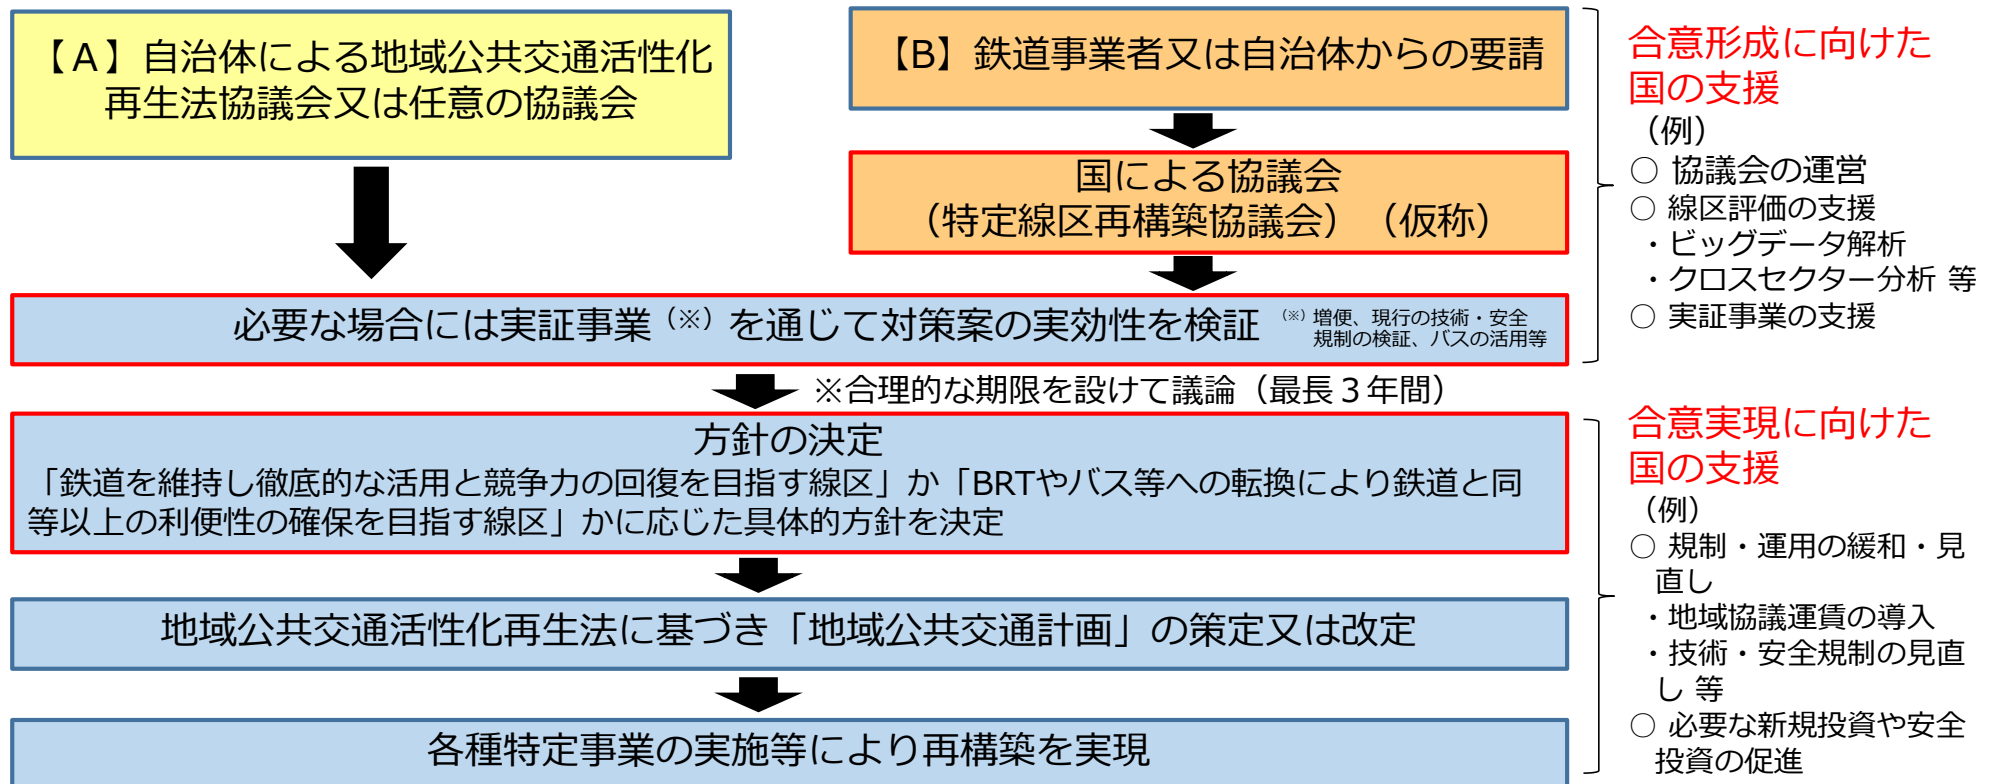 【A】自治体による地域公共交通活性化
再生法協議会又は任意の協議会
【B】鉄道事業者又は自治体からの要請
国による協議会
（特定線区再構築協議会）（仮称）
必要な場合には実証事業（※）を通じて対策案の実効性を検証
（※）増便、現行の技術・安全
規制の検証、バスの活用等
※合理的な期限を設けて議論（最長３年間）
方針の決定
「鉄道を維持し徹底的な活用と競争力の回復を目指す線区」か「BRTやバス等への転換により鉄道と同
等以上の利便性の確保を目指す線区」かに応じた具体的方針を決定
地域公共交通活性化再生法に基づき「地域公共交通計画」の策定又は改定
各種特定事業の実施等により再構築を実現
合意形成に向けた
国の支援
（例）
○ 協議会の運営
○ 線区評価の支援
・ビッグデータ解析
・クロスセクター分析 等
○ 実証事業の支援
合意実現に向けた
国の支援
（例）
○ 規制・運用の緩和・見
直し
・地域協議運賃の導入
・技術・安全規制の見直
し 等
○ 必要な新規投資や安全
投資の促進